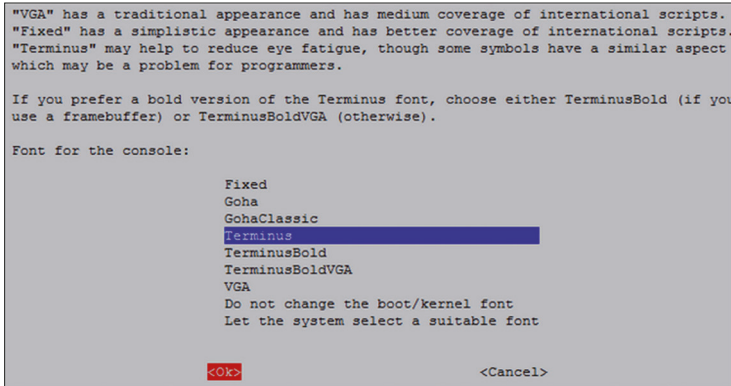 "VGA" has a traditional appearance and has medium coverage of international scripts.
"Fixed" has a simplistic appearance and has better coverage of international scripts.
"Terminus" may help to reduce eye fatigue, though some symbols have a similar aspect
which may be a problem for programmers.
If you prefer a bold version of the Terminus font, choose either TerminusBold (if you
use a framebuffer) or TerminusBoldVGA (otherwise).
Font for the console:
Fixed
Goha
GohaClassic
Terminus
TerminusBold
TerminusBoldVGA
VGA
Do not change the boot/kernel font
Let the system select a suitable font
<Ok> <Cancel>